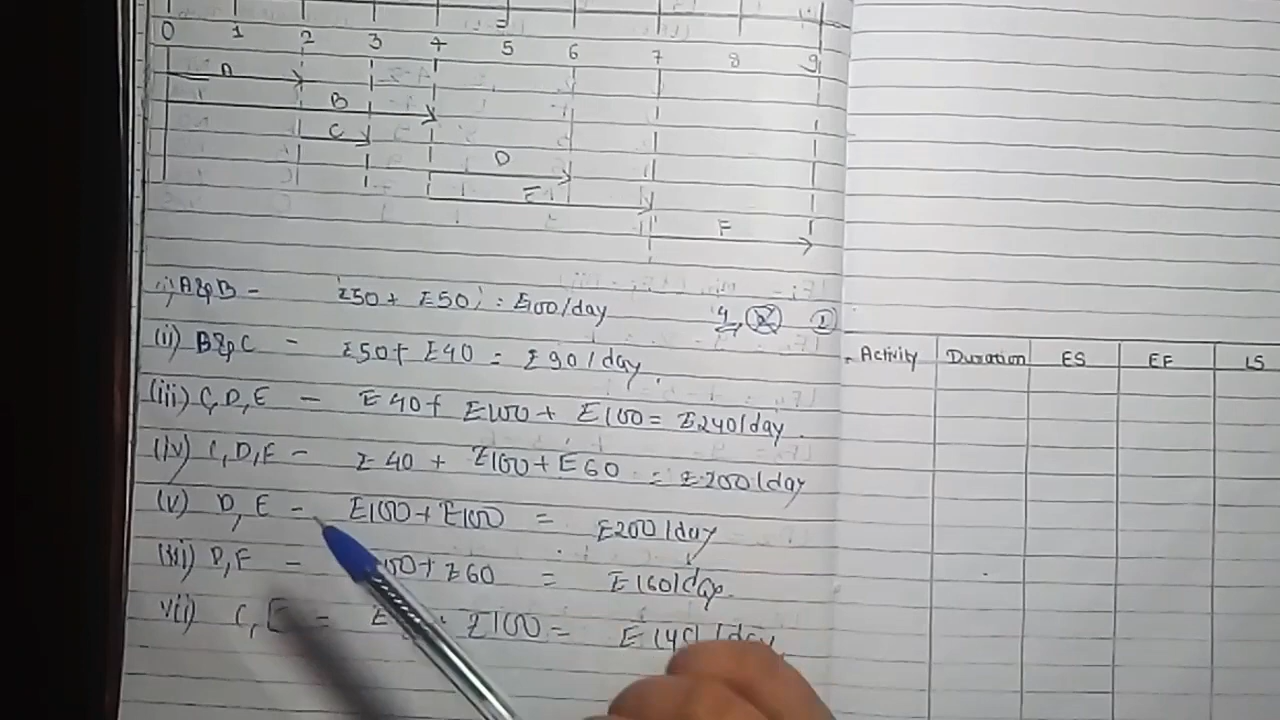 0 1 2 3 4 5 6 7 8 9
A
B
C
D
E
F
(i) A & B - £50 + £50 = £100/day
(ii) B & C - £50 + £40 = £90/day.
(iii) C, D, E - £40 + £100 + £100 = £240/day.
(iv) C, D, F - £40 + £100 + £60 = £200/day
(v) D, E - £100 + £100 = £200/day
(vi) D, F - £100 + £60 = £160/day.
vii) C, E = £100 = £140/day.
Activity Duration ES EF LS